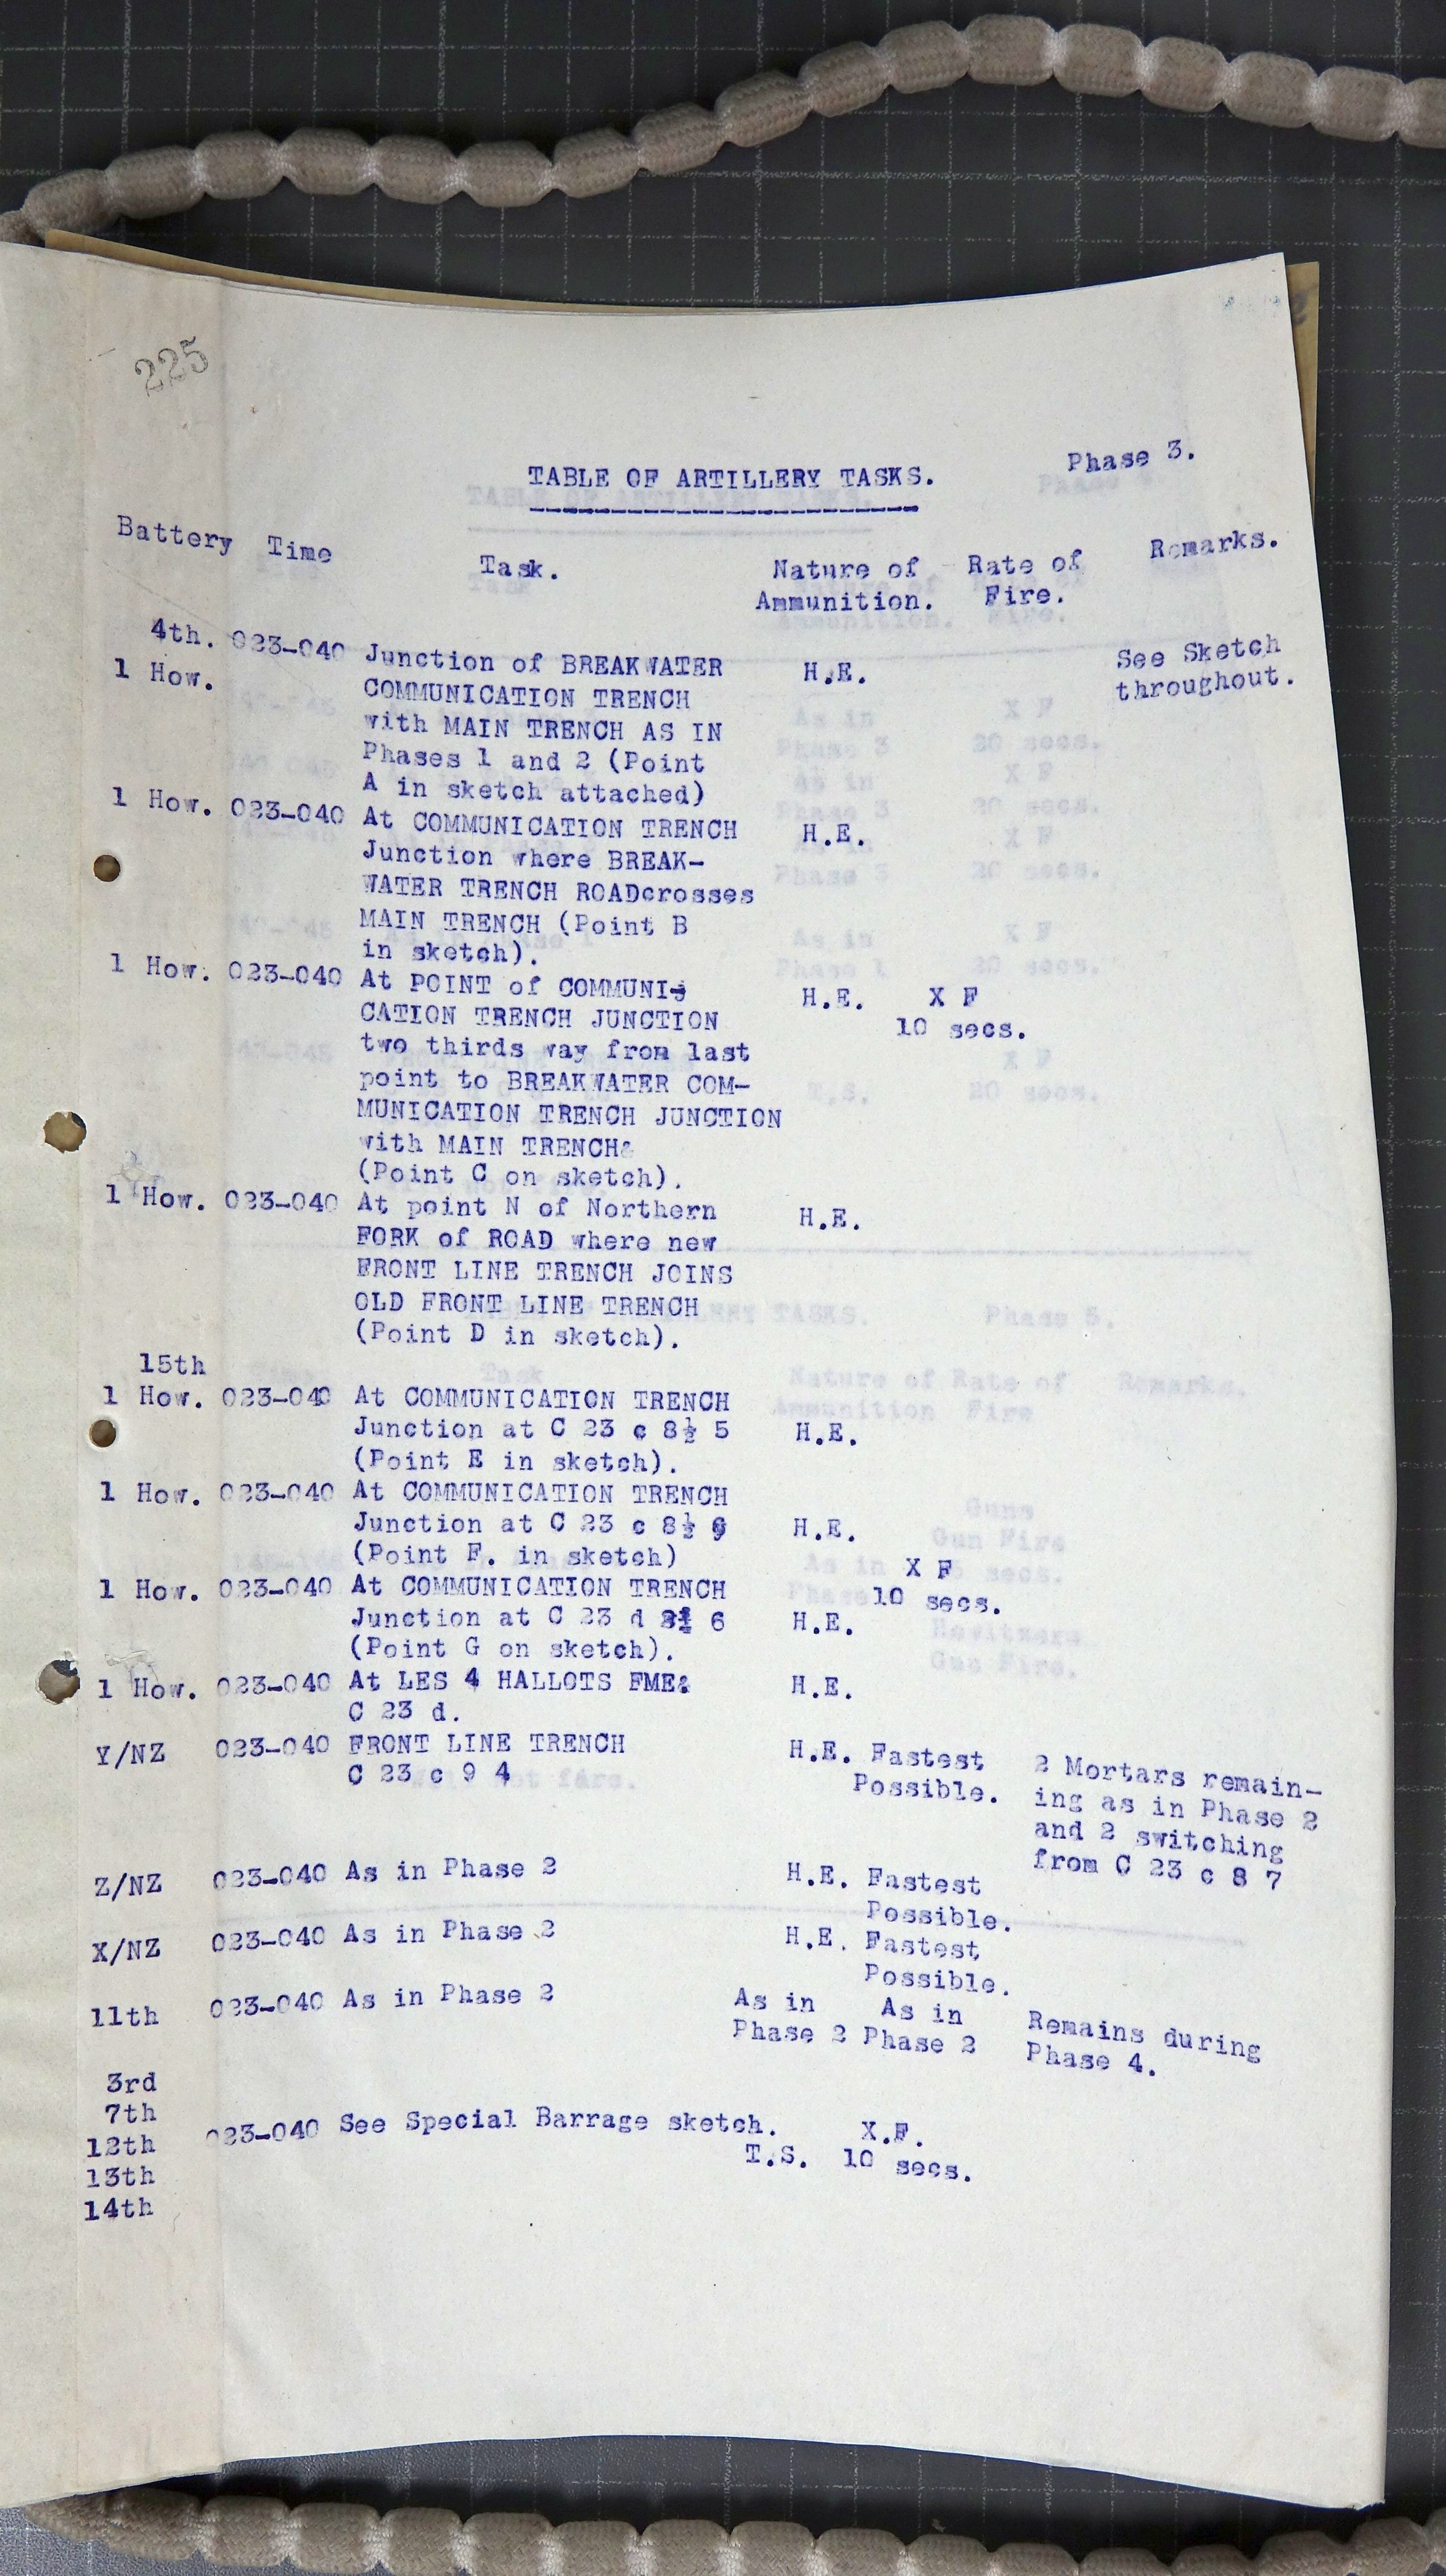 225
Phase 3.
TABLE OF ARTILLERY TASKS.
Battery Time Task. Nature of Ammunition. Rate of Fire. Remarks.
4th. 023-040 Junction of BREAKWATER H.E. See Sketch
1 How. COMMUNICATION TRENCH throughout.
with MAIN TRENCH AS IN
Phases 1 and 2 (Point
A in sketch attached)
1 How. 023-040 At COMMUNICATION TRENCH H.E.
Junction where BREAK-
WATER TRENCH ROADcrosses
MAIN TRENCH (Point B
in sketch).
1 How. 023-040 At POINT of COMMUNI-
H.E. X F
CATION TRENCH JUNCTION 10 secs.
two thirds way from last
point to BREAKWATER COM-
MUNICATION TRENCH JUNCTION
with MAIN TRENCH
(Point C on sketch).
1 How. 023-040 At point N of Northern H.E.
FORK of ROAD where new
FRONT LINE TRENCH JOINS
OLD FRONT LINE TRENCH
(Point D in sketch).
15th
1 How. 023-040 At COMMUNICATION TRENCH
Junction at C 23 c 8½ 5 H.E.
(Point E in sketch).
1 How. 023-040 At COMMUNICATION TRENCH
Junction at C 23 c 8½ H.E.
(Point F. in sketch) X F
1 How. 023-040 At COMMUNICATION TRENCH 10 secs.
Junction at C 23 d 6 H.E.
(Point G on sketch).
1 How. 023-040 At LES 4 HALLOTS FME H.E.
C 23 d.
Y/NZ 023-040 FRONT LINE TRENCH H.E. Fastest 2 Mortars remain-
C 23 c 9 4 Possible. ing as in Phase 2
and 2 switching
from C 23 c 8 7
Z/NZ 023-040 As in Phase 2 H.E. Fastest
Possible.
X/NZ 023-040 As in Phase 2 H.E. Fastest
Possible.
11th 023-040 As in Phase 2 As in As in Remains during
Phase 2 Phase 2 Phase 4.
3rd
7th
12th 023-040 See Special Barrage sketch. X.F.
13th T.S. 10 secs.
14th